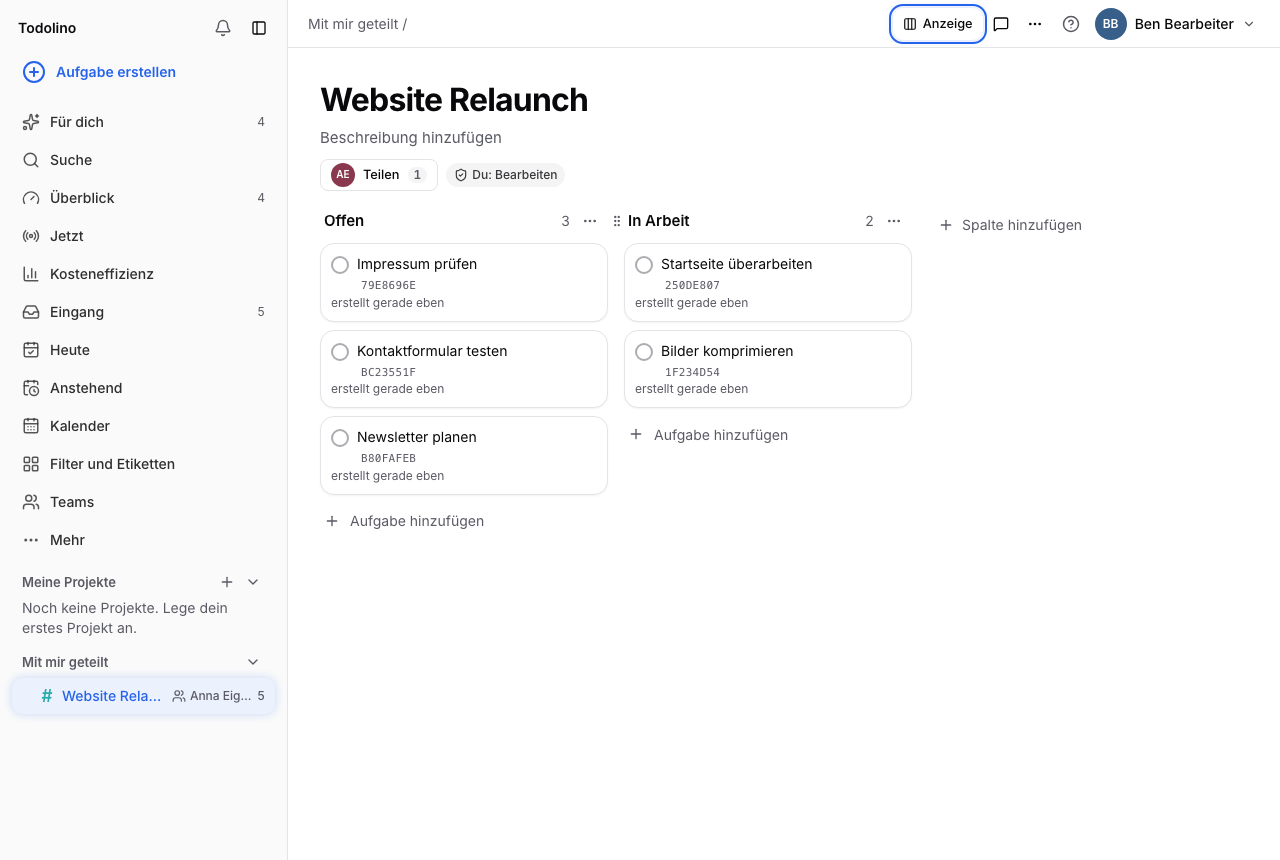 Todolino
Aufgabe erstellen
Für dich 4
Suche
Überblick 4
Jetzt
Kosteneffizienz
Eingang 5
Heute
Anstehend
Kalender
Filter und Etiketten
Teams
Mehr
Meine Projekte
Noch keine Projekte. Lege dein
erstes Projekt an.
Mit mir geteilt
# Website Rela... Anna Eig... 5
Mit mir geteilt /
Anzeige
BB Ben Bearbeiter
Website Relaunch
Beschreibung hinzufügen
AE Teilen 1
Du: Bearbeiten
Offen 3
Impressum prüfen
79E8696E
erstellt gerade eben
Kontaktformular testen
BC23551F
erstellt gerade eben
Newsletter planen
B80FAFEB
erstellt gerade eben
Aufgabe hinzufügen
In Arbeit 2
Startseite überarbeiten
250DE807
erstellt gerade eben
Bilder komprimieren
1F234D54
erstellt gerade eben
Aufgabe hinzufügen
Spalte hinzufügen